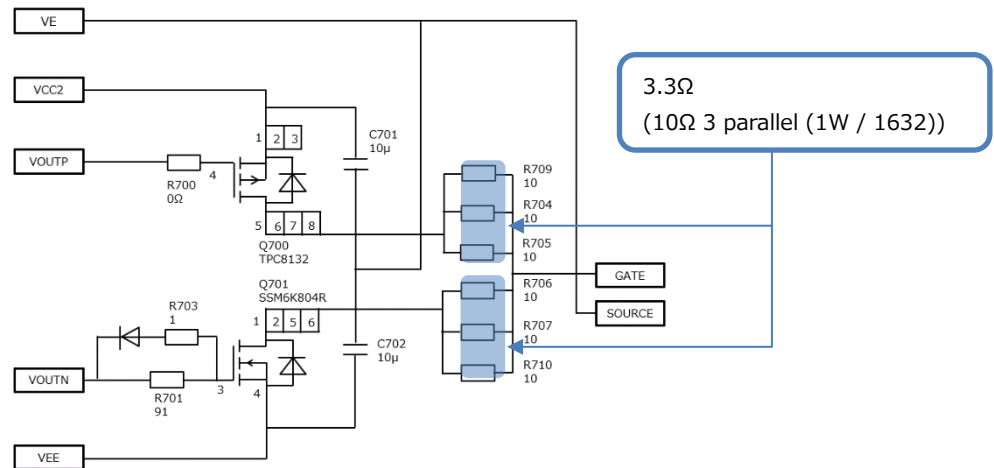 VE
3.3Ω
(10Ω 3 parallel (1W / 1632))
VCC2
1 2 3
C701
10μ
VOUTP
R700
0Ω
4
5 6 7 8
Q700
TPC8132
R709
10
R704
10
R705
10
GATE
Q701
SSM6K804R
R706
10
SOURCE
R703
1
1 2 5 6
R707
10
C702
10μ
R710
10
VOUTN
R701
91
3
4
VEE